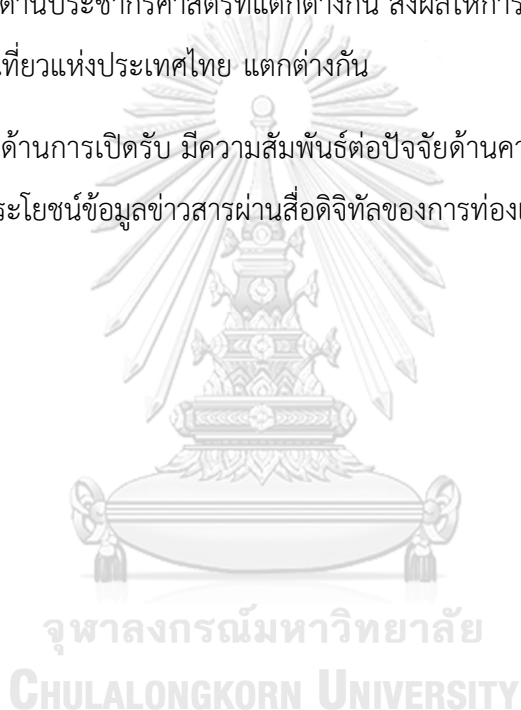 ด้านประชากรศาสตร์ที่แตกต่างกัน ส่งผลให้การ
เที่ยวแห่งประเทศไทย แตกต่างกัน
ด้านการเปิดรับ มีความสัมพันธ์ต่อปัจจัยด้านควา
ระโยชน์ข้อมูลข่าวสารผ่านสื่อดิจิทัลของการท่อง
จุฬาลงกรณ์มหาวิทยาลัย
CHULALONGKORN UNIVERSITY